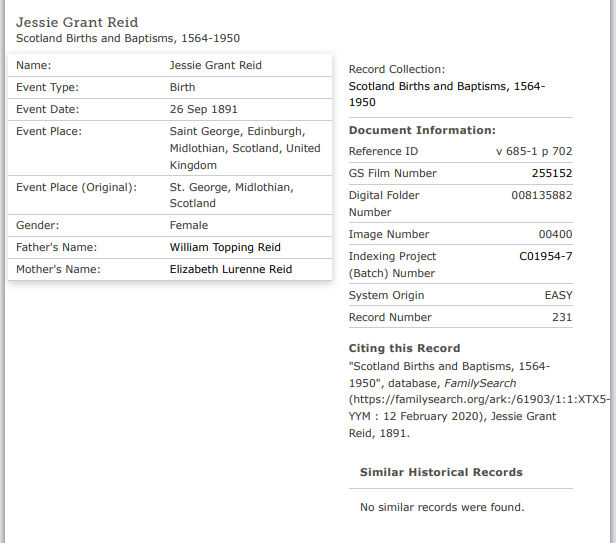 Jessie Grant Reid
Scotland Births and Baptisms, 1564-1950
Name: Jessie Grant Reid
Event Type: Birth
Event Date: 26 Sep 1891
Event Place: Saint George, Edinburgh,
Midlothian, Scotland, United
Kingdom
Event Place (Original): St. George, Midlothian,
Scotland
Gender: Female
Father's Name: William Topping Reid
Mother's Name: Elizabeth Lurenne Reid
Record Collection:
Scotland Births and Baptisms, 1564-
1950
Document Information:
Reference ID v 685-1 p 702
GS Film Number 255152
Digital Folder 008135882
Number
Image Number 00400
Indexing Project C01954-7
(Batch) Number
System Origin EASY
Record Number 231
Citing this Record
"Scotland Births and Baptisms, 1564-
1950", database, FamilySearch
(https://familysearch.org/ark:/61903/1:1:XTX5-
YYM : 12 February 2020), Jessie Grant
Reid, 1891.
Similar Historical Records
No similar records were found.